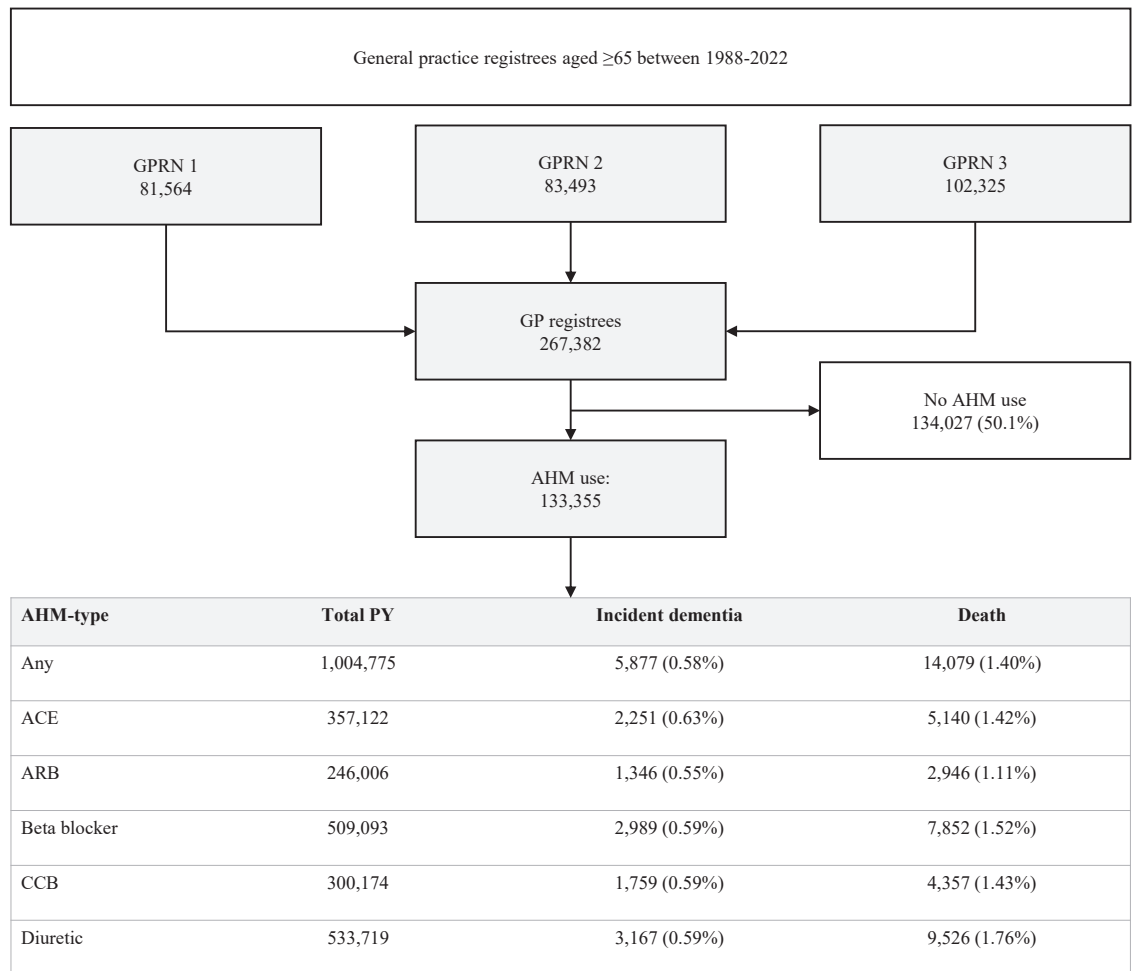 General practice registrees aged ≥65 between 1988-2022
GPRN 1
81,564
GPRN 2
83,493
GPRN 3
102,325
GP registrees
267,382
No AHM use
134,027 (50.1%)
AHM use:
133,355
AHM-type Total PY Incident dementia Death
Any 1,004,775 5,877 (0.58%) 14,079 (1.40%)
ACE 357,122 2,251 (0.63%) 5,140 (1.42%)
ARB 246,006 1,346 (0.55%) 2,946 (1.11%)
Beta blocker 509,093 2,989 (0.59%) 7,852 (1.52%)
CCB 300,174 1,759 (0.59%) 4,357 (1.43%)
Diuretic 533,719 3,167 (0.59%) 9,526 (1.76%)